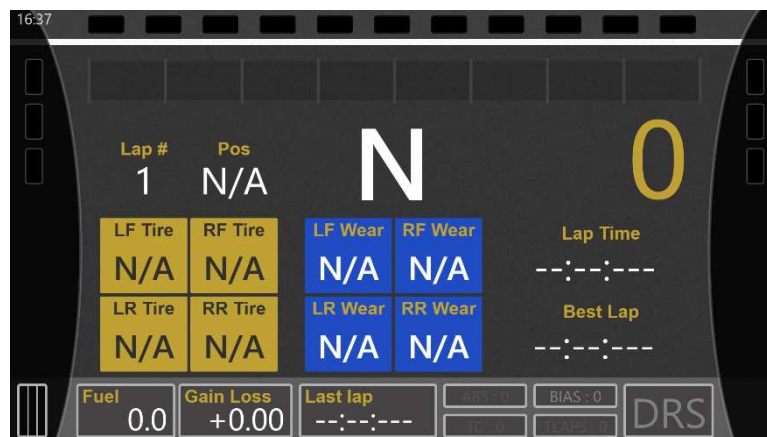 16:37
Lap # Pos
1 N/A N 0
LF Tire RF Tire LF Wear RF Wear Lap Time
N/A N/A N/A N/A --:--:---
LR Tire RR Tire LR Wear RR Wear Best Lap
N/A N/A N/A N/A --:--:---
Fuel Gain Loss Last lap ABS : 0 BIAS : 0 DRS
0.0 +0.00 --:--:--- TC : 0 TLAPS : 0